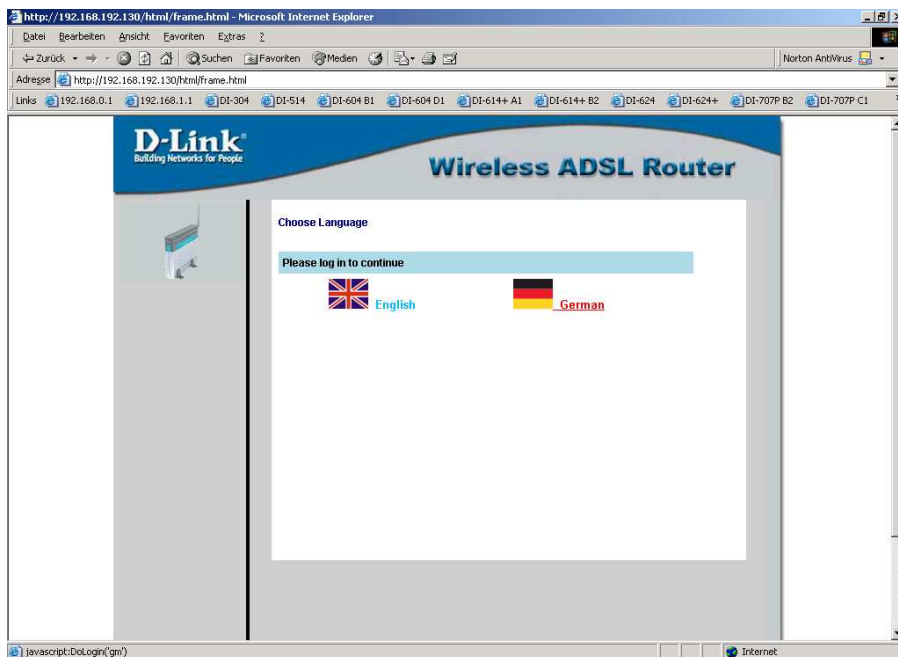 http://192.168.192.130/html/frame.html - Microsoft Internet Explorer
Datei Bearbeiten Ansicht Favoriten Extras ?
Zurück Suchen Favoriten Medien Norton AntiVirus
Adresse http://192.168.192.130/html/frame.html
Links 192.168.0.1 192.168.1.1 DI-304 DI-514 DI-604 B1 DI-604 D1 DI-614+ A1 DI-614+ B2 DI-624 DI-624+ DI-707P B2 DI-707P C1
D-Link®
Building Networks for People
Wireless ADSL Router
Choose Language
Please log in to continue
English German
javascript:DoLogin('gm') Internet